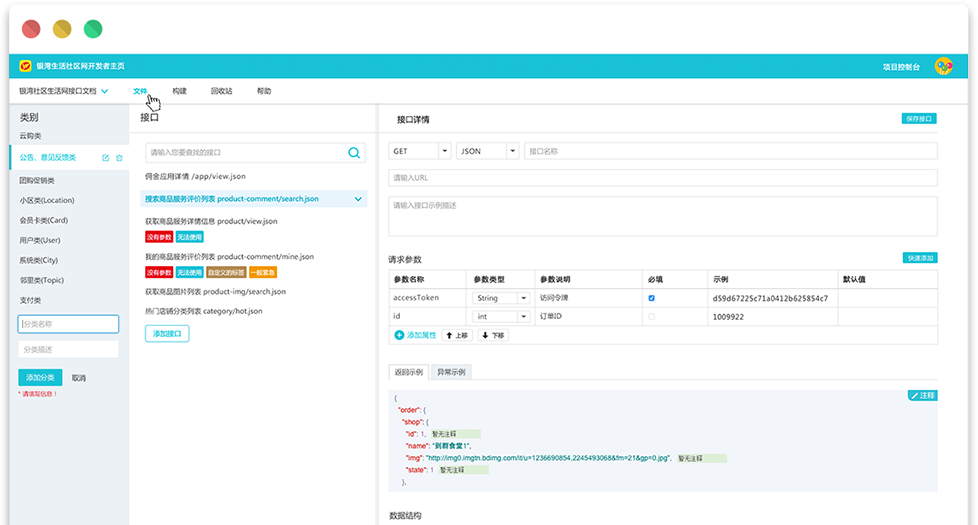 银湾生活社区网开发者主页
项目控制台
银湾社区生活网接口文档
文件
构建
回收站
帮助
类别
云购类
公告、意见反馈类
团购促销类
小区类(Location)
会员卡类(Card)
用户类(User)
系统类(City)
邻里类(Topic)
支付类
分类名称
分类描述
添加分类
取消
* 请填写信息！
接口
请输入您要查找的接口
佣金应用详情 /app/view.json
搜索商品服务评价列表 product-comment/search.json
获取商品服务详情信息 product/view.json
没有参数 无法使用
我的商品服务评价列表 product-comment/mine.json
没有参数 无法使用 自定义的标签 一般紧急
获取商品图片列表 product-img/search.json
热门店铺分类列表 category/hot.json
添加接口
接口详情
保存接口
GET
JSON
接口名称
请输入URL
请输入接口示例描述
请求参数
快速添加
参数名称 参数类型 参数说明 必填 示例 默认值
accessToken String 访问令牌 d59d67225c71a0412b625854c7
id int 订单ID 1009922
添加属性 上移 下移
返回示例 异常示例
注释
{
"order": {
"shop": {
"id": 1, 暂无注释
"name": "到群食堂1",
"img": "http://img0.imgtn.bdimg.com/it/u=1236690854,2245493068&fm=21&gp=0.jpg", 暂无注释
"state": 1 暂无注释
},
数据结构